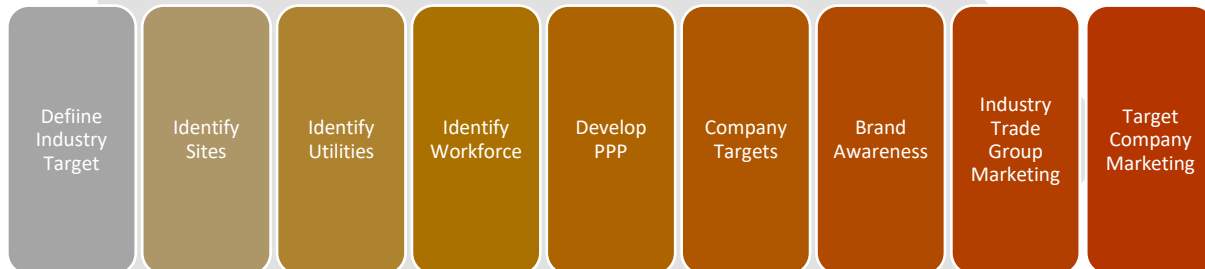 Defiine
Industry
Target
Identify
Sites
Identify
Utilities
Identify
Workforce
Develop
PPP
Company
Targets
Brand
Awareness
Industry
Trade
Group
Marketing
Target
Company
Marketing